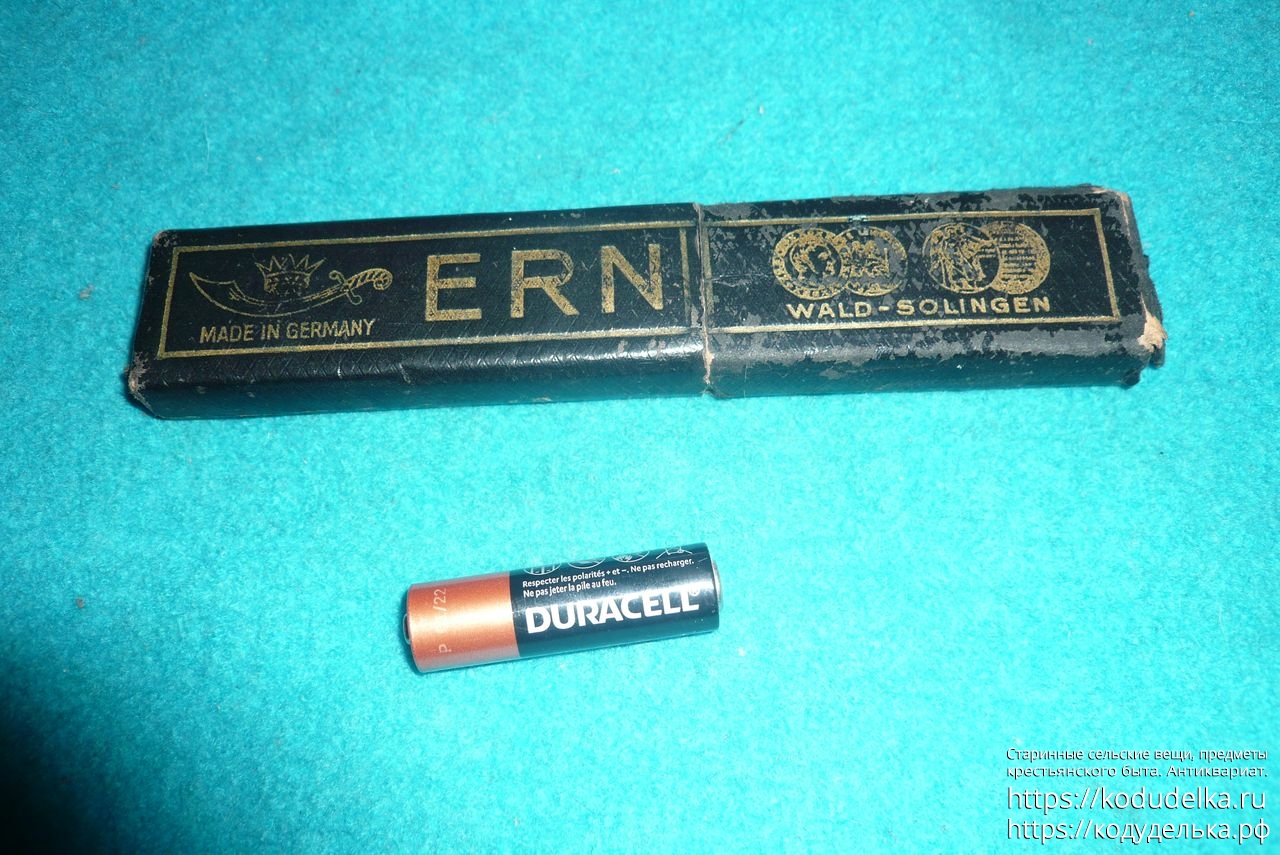 ERN
MADE IN GERMANY
WALD-SOLINGEN
Respecter les polarités + et -. Ne pas recharger.
Ne pas jeter la pile au feu.
DURACELL®
P /22
Старинные сельские вещи, предметы
крестьянского быта. Антиквариат.
https://kodudelka.ru
https://кодуделька.рф